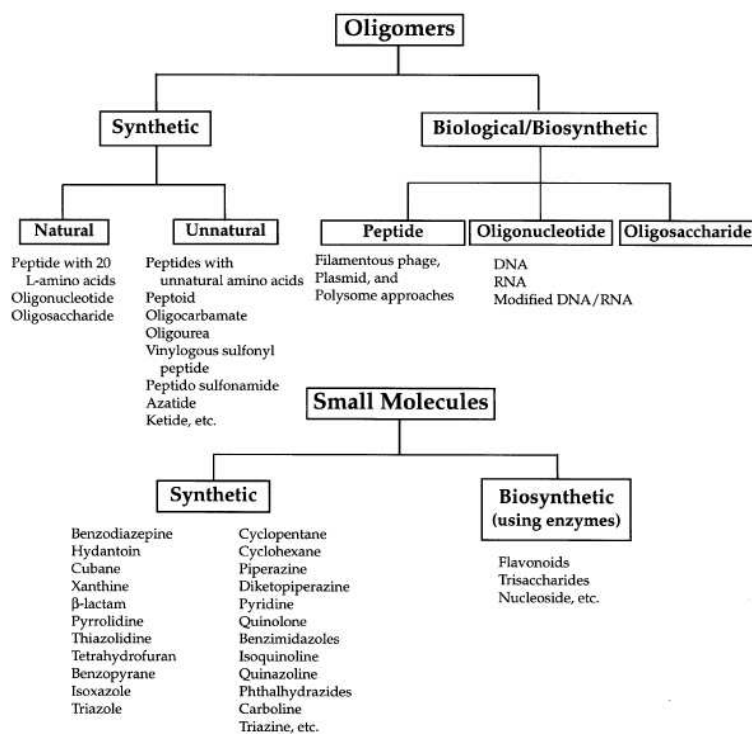 Oligomers
Synthetic
Biological/Biosynthetic
Natural
Unnatural
Peptide
Oligonucleotide
Oligosaccharide
Peptide with 20
L-amino acids
Oligonucleotide
Oligosaccharide
Peptides with
unnatural amino acids
Peptoid
Oligocarbamate
Oligourea
Vinylogous sulfonyl
peptide
Peptido sulfonamide
Azatide
Ketide, etc.
Filamentous phage,
Plasmid, and
Polysome approaches
DNA
RNA
Modified DNA/RNA
Small Molecules
Synthetic
Biosynthetic
(using enzymes)
Benzodiazepine
Hydantoin
Cubane
Xanthine
β-lactam
Pyrrolidine
Thiazolidine
Tetrahydrofuran
Benzopyrane
Isoxazole
Triazole
Cyclopentane
Cyclohexane
Piperazine
Diketopiperazine
Pyridine
Quinolone
Benzimidazoles
Isoquinoline
Quinazoline
Phthalhydrazides
Carboline
Triazine, etc.
Flavonoids
Trisaccharides
Nucleoside, etc.